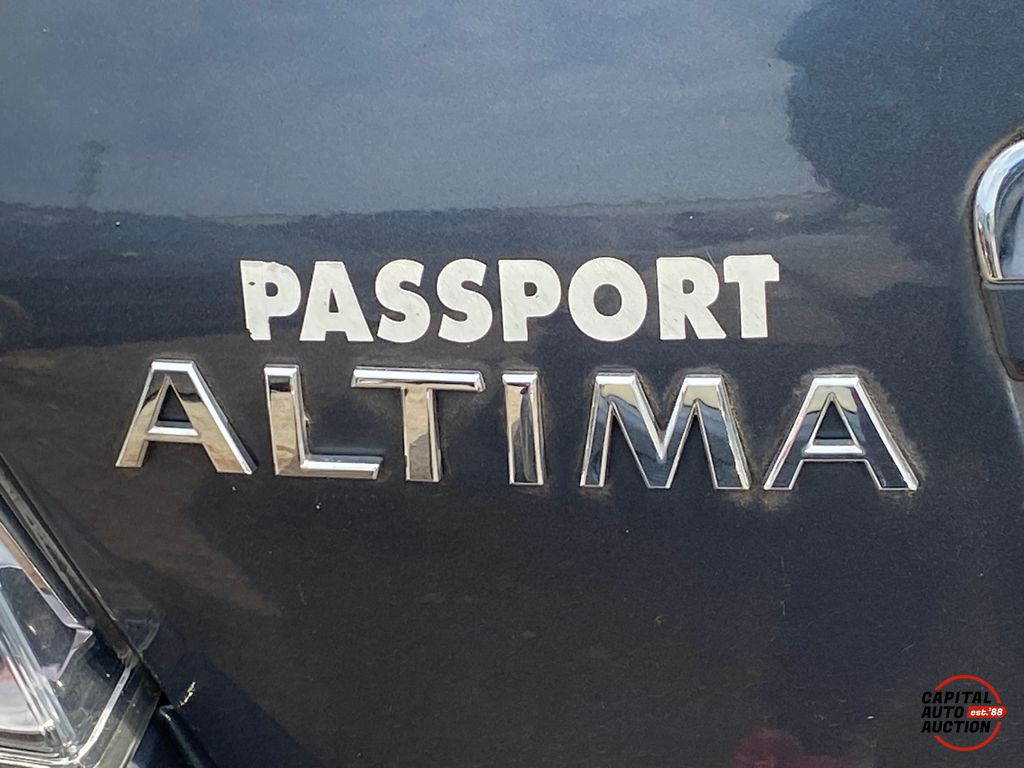 PASSPORT
ALTIMA
CAPITAL
AUTO est.'88
AUCTION